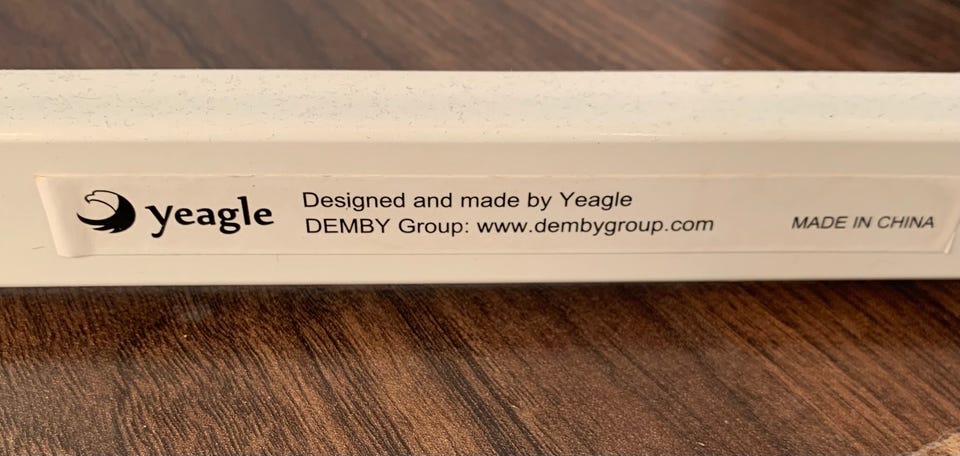 yeagle
Designed and made by Yeagle
DEMBY Group: www.dembygroup.com
MADE IN CHINA